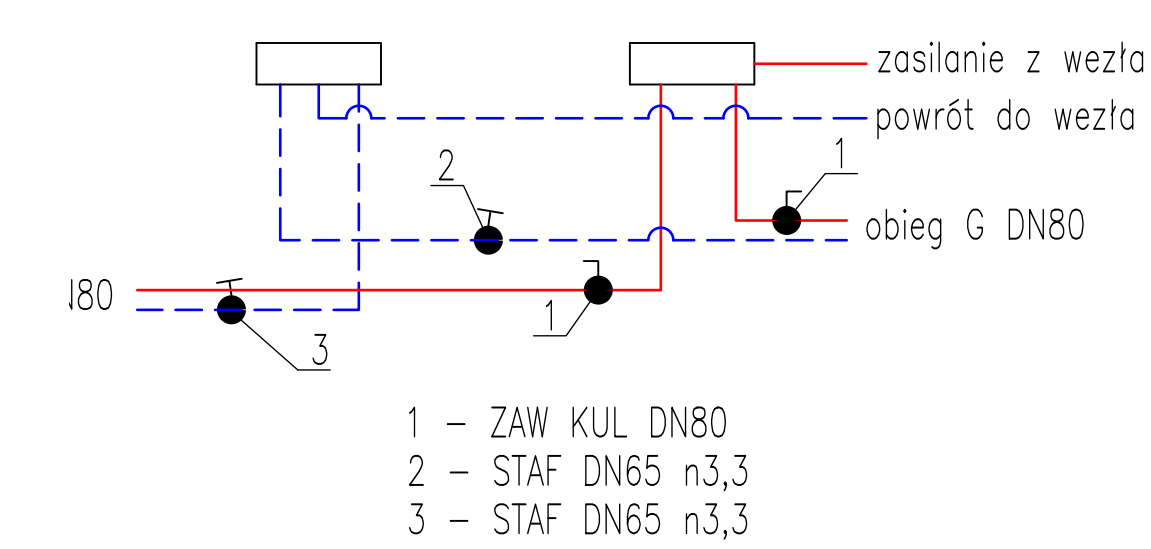 zasilanie z wezła
powrót do wezła
1
2
obieg G DN80
80
1
3
1 - ZAW KUL DN80
2 - STAF DN65 n3,3
3 - STAF DN65 n3,3